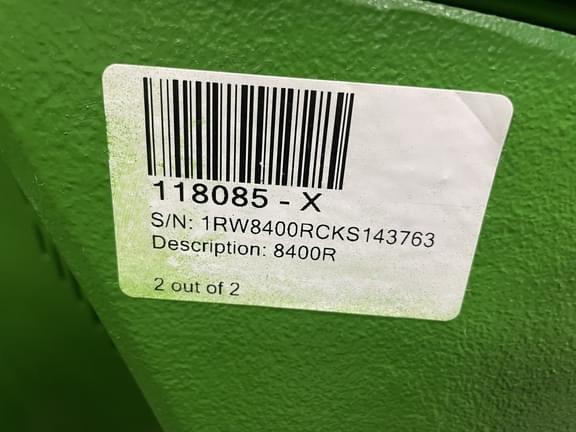 118085 - X
S/N: 1RW8400RCKS143763
Description: 8400R
2 out of 2